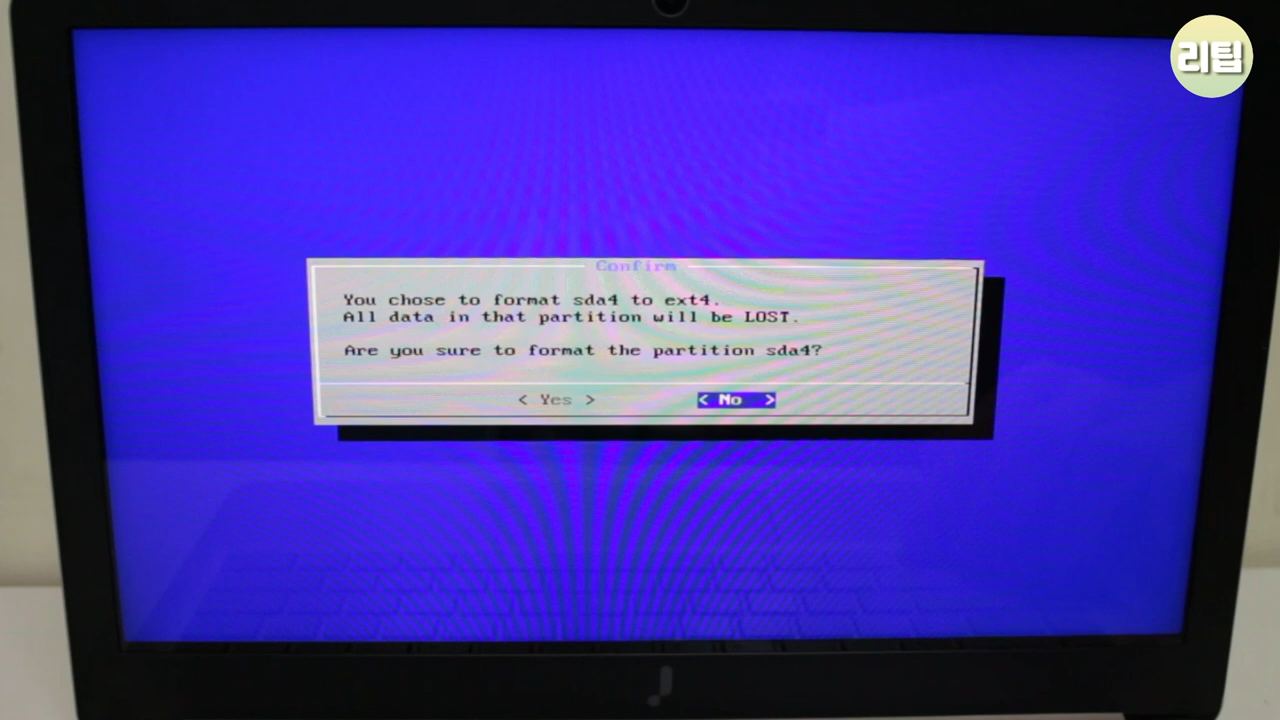 리팁
Confirm
You chose to format sda4 to ext4.
All data in that partition will be LOST.
Are you sure to format the partition sda4?
< Yes >
< No >